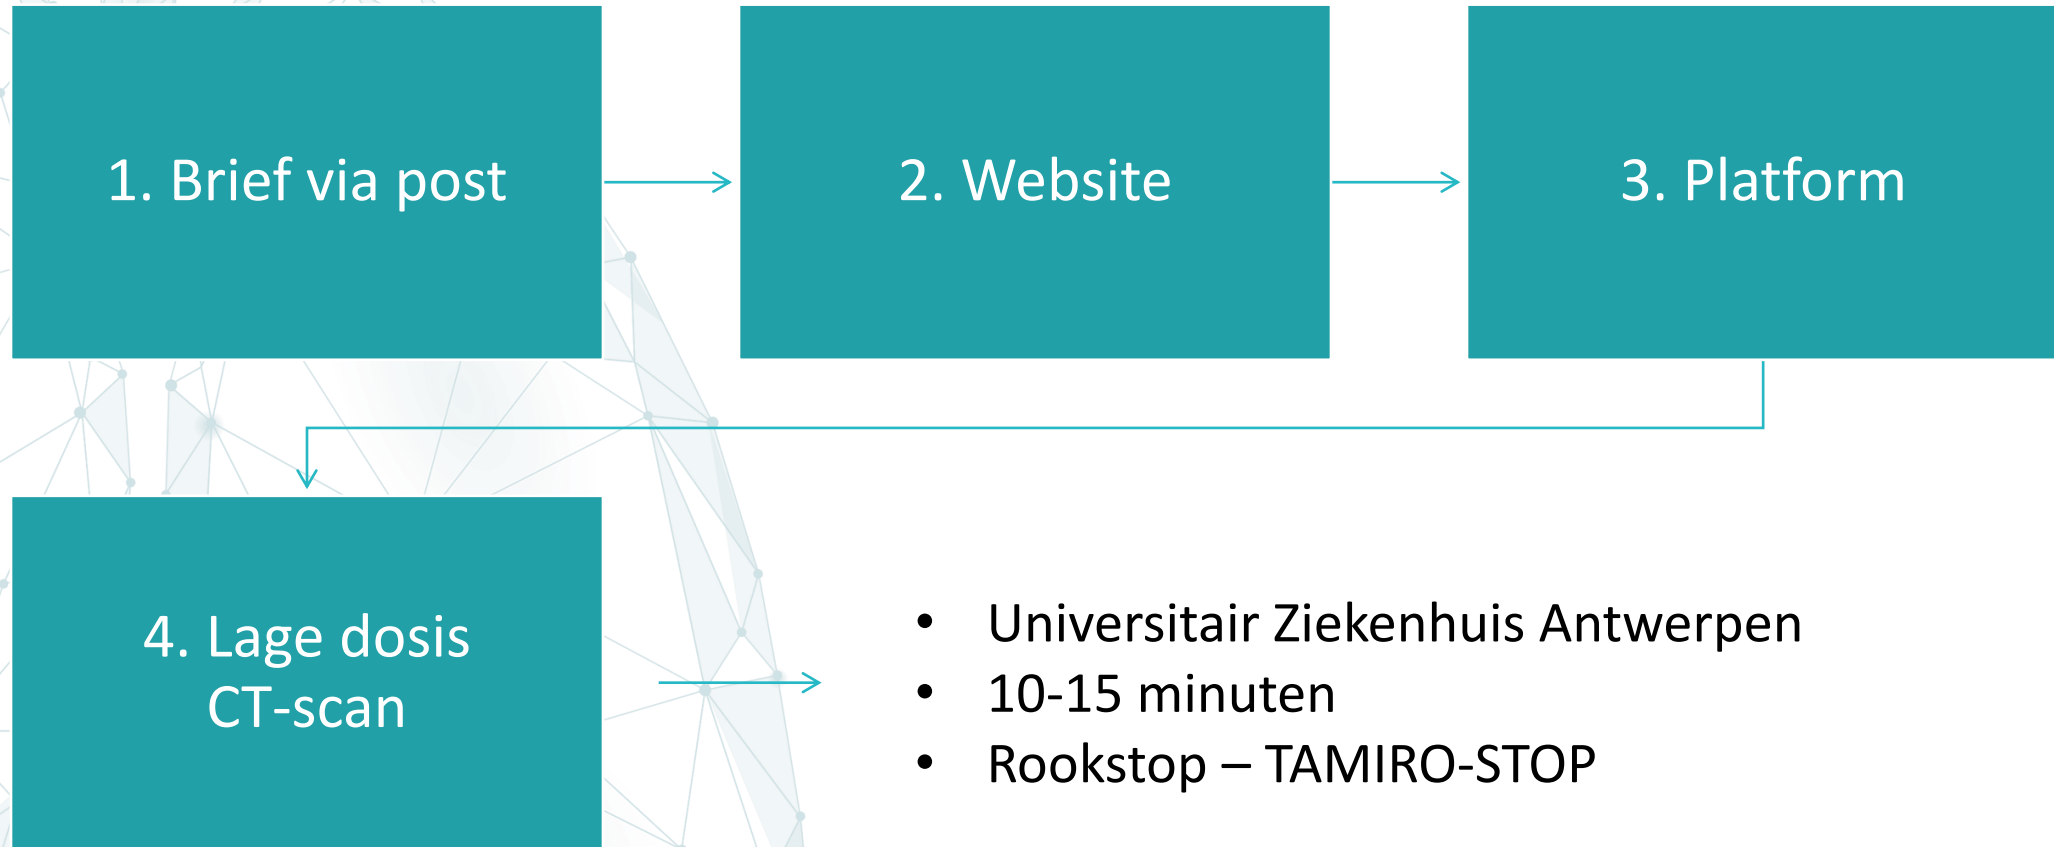 1. Brief via post
2. Website
3. Platform
4. Lage dosis
CT-scan
• Universitair Ziekenhuis Antwerpen
• 10-15 minuten
• Rookstop – TAMIRO-STOP